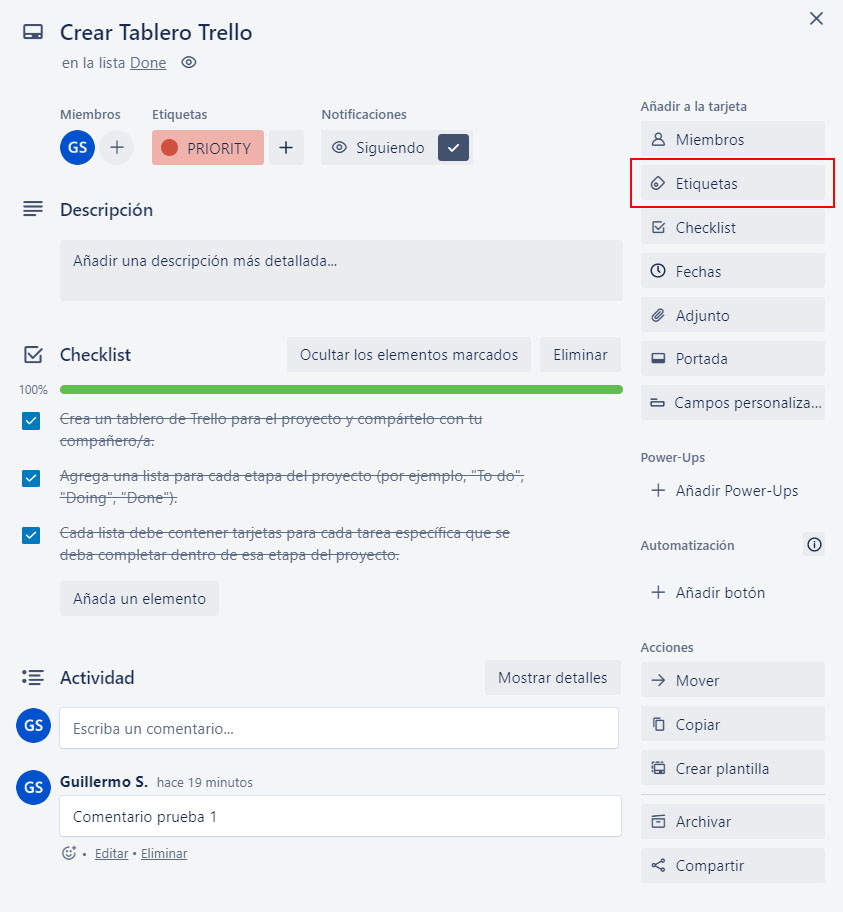 Crear Tablero Trello
en la lista Done
Miembros
Etiquetas
Notificaciones
GS
PRIORITY
Siguiendo
Descripción
Añadir una descripción más detallada...
Checklist
Ocultar los elementos marcados
Eliminar
100%
Crea un tablero de Trello para el proyecto y compártelo con tu
compañero/a.
Agrega una lista para cada etapa del proyecto (por ejemplo, "To do",
"Doing", "Done").
Cada lista debe contener tarjetas para cada tarea específica que se
deba completar dentro de esa etapa del proyecto.
Añada un elemento
Actividad
Mostrar detalles
GS
Escriba un comentario...
GS
Guillermo S. hace 19 minutos
Comentario prueba 1
• Editar • Eliminar
Añadir a la tarjeta
Miembros
Etiquetas
Checklist
Fechas
Adjunto
Portada
Campos personaliza...
Power-Ups
Añadir Power-Ups
Automatización
Añadir botón
Acciones
Mover
Copiar
Crear plantilla
Archivar
Compartir